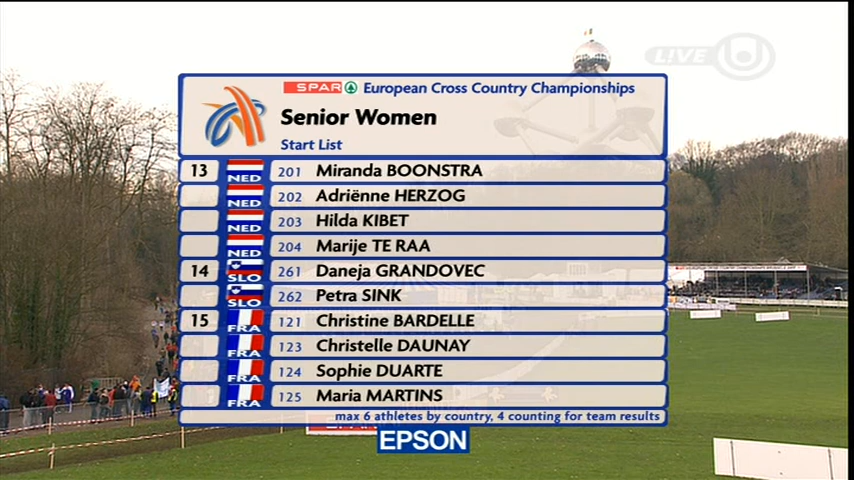 LIVE
SPAR European Cross Country Championships
Senior Women
Start List
13 NED 201 Miranda BOONSTRA
NED 202 Adriënne HERZOG
NED 203 Hilda KIBET
NED 204 Marije TE RAA
14 SLO 261 Daneja GRANDOVEC
SLO 262 Petra SINK
15 FRA 121 Christine BARDELLE
FRA 123 Christelle DAUNAY
FRA 124 Sophie DUARTE
FRA 125 Maria MARTINS
max 6 athletes by country, 4 counting for team results
EPSON